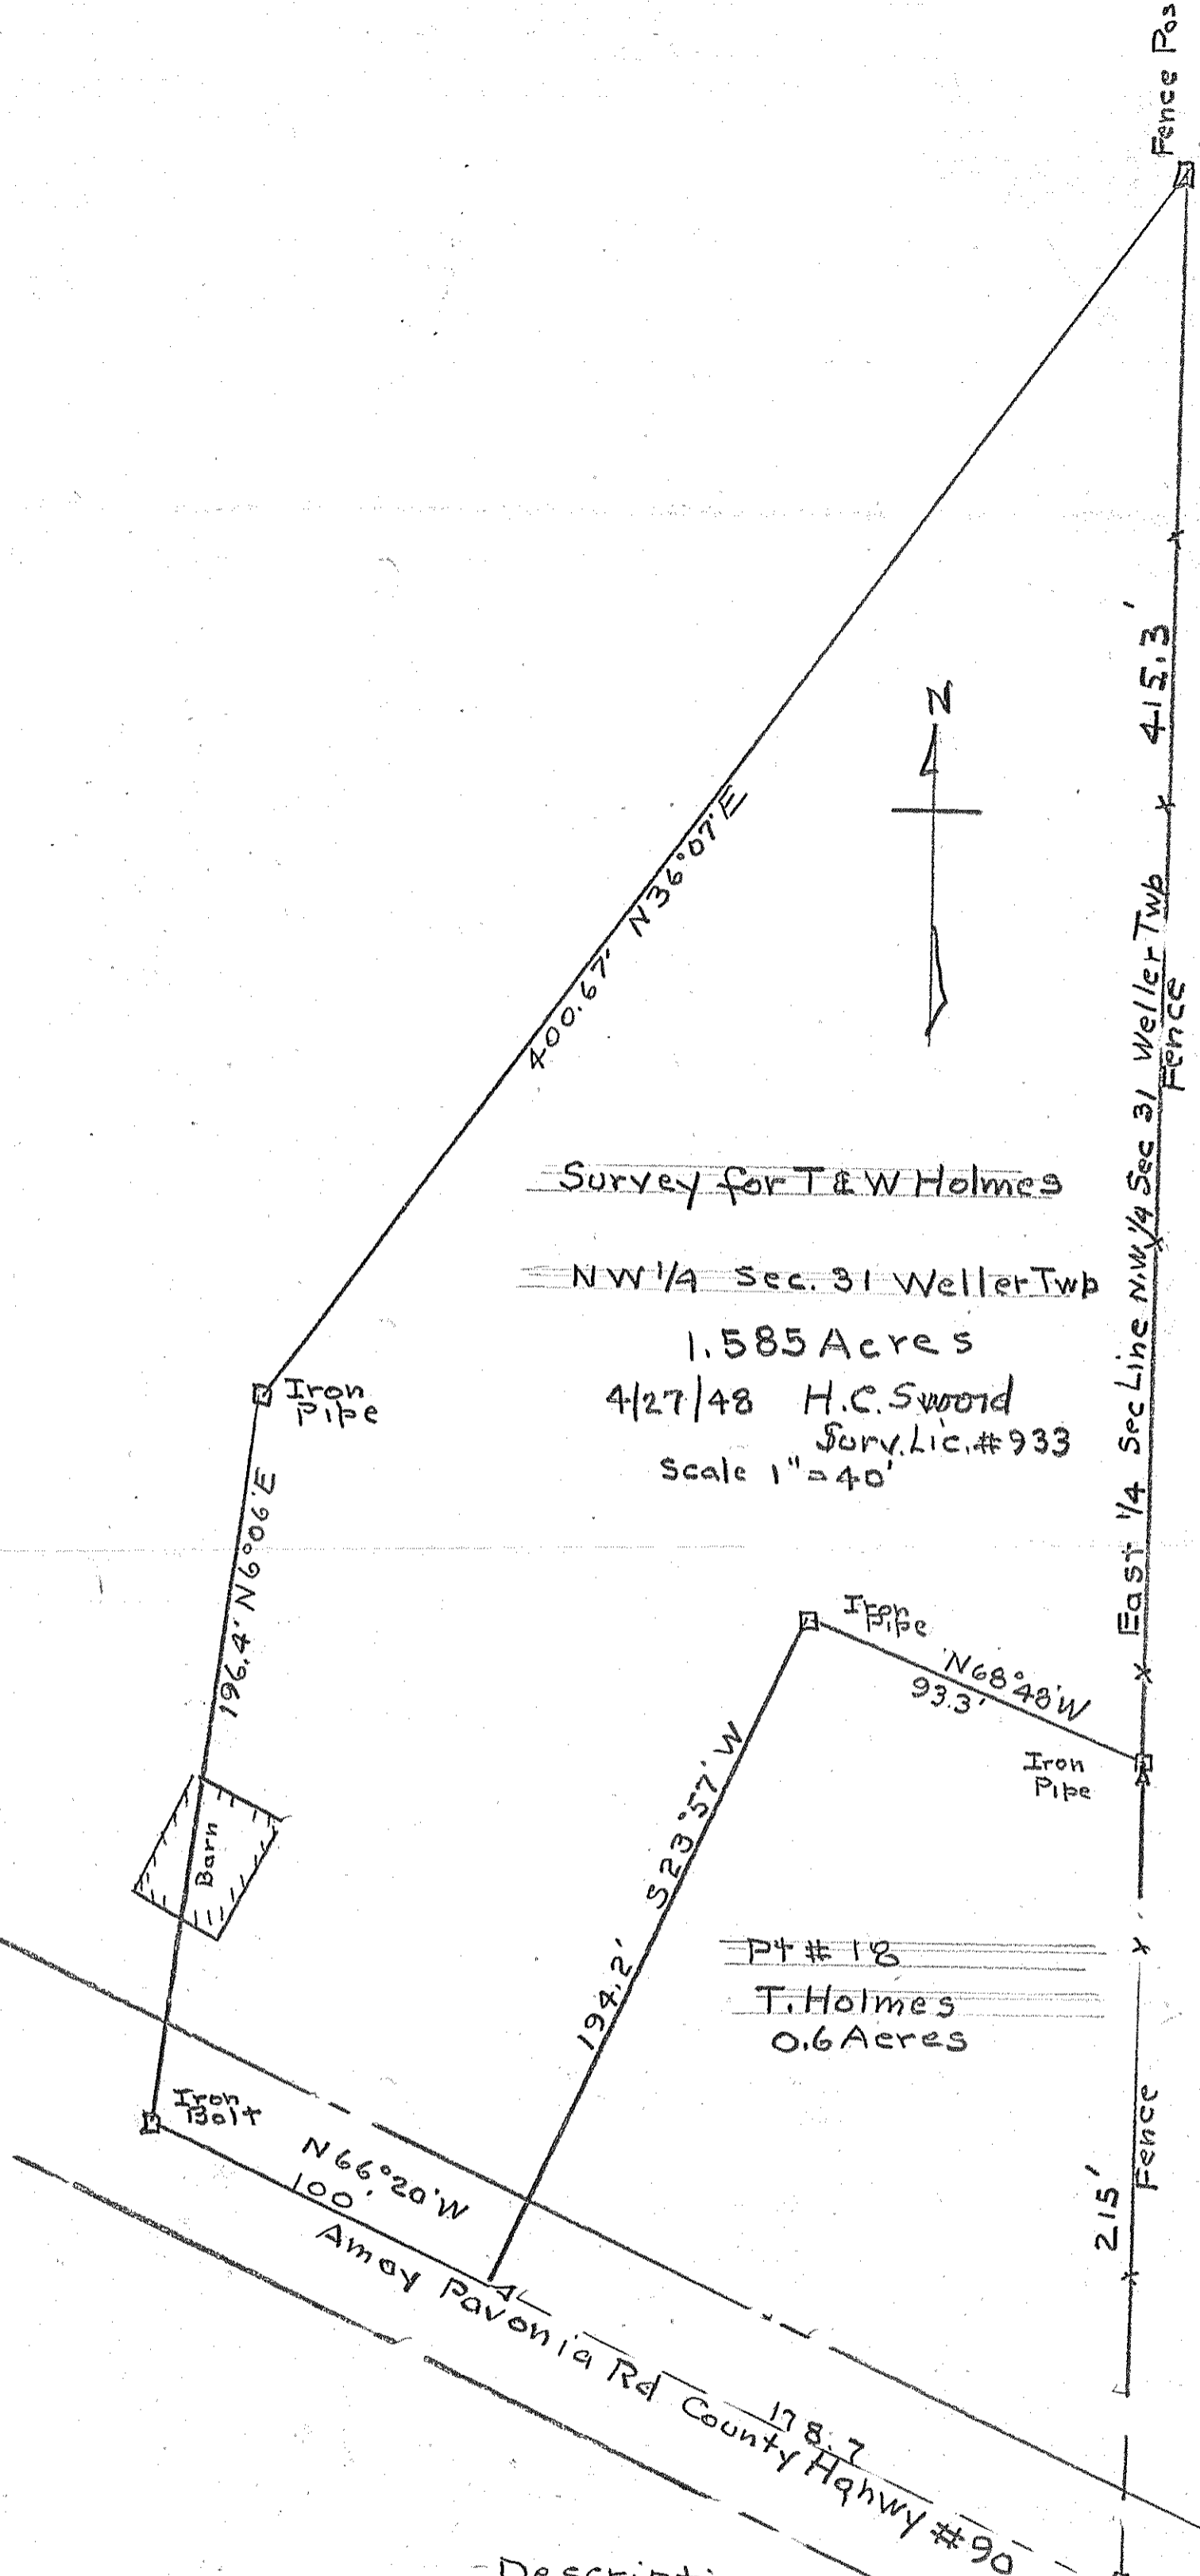 Fence Pos
415.3'
N
400.67' N36°07'E
East 1/4 Sec Line N.W. 1/4 Sec 31 Weller Twp
Fence
Survey for T & W Holmes
NW 1/4 Sec. 31 Weller Twp
1.585 Acres
4/27/48 H.C. Sword
Surv. Lic. #933
Scale 1" = 40'
Iron
Pipe
196.4' N6°06'E
Iron
Pipe
N68°48'W
93.3'
Iron
Pipe
S23°57'W
194.2'
Barn
Pt # 18
T. Holmes
0.6 Acres
Iron
Bolt
N66°20'W
100'
Fence
215'
Amoy Pavonia Rd County Hqhwy #90
178.7